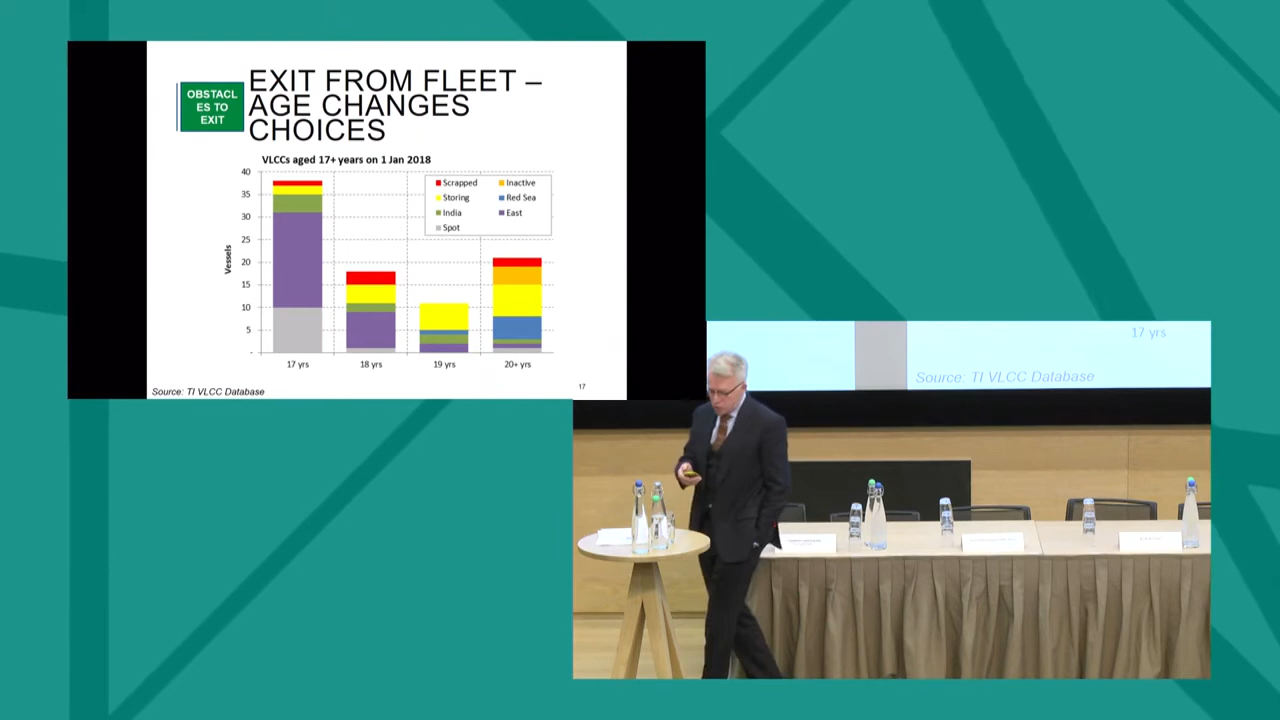 OBSTACL
ES TO
EXIT
EXIT FROM FLEET –
AGE CHANGES
CHOICES
VLCCs aged 17+ years on 1 Jan 2018
40
35
30
25
20
15
10
5
-
Vessels
Scrapped
Inactive
Storing
Red Sea
India
East
Spot
17 yrs
18 yrs
19 yrs
20+ yrs
Source: TI VLCC Database
17
17 yrs
Source: TI VLCC Database